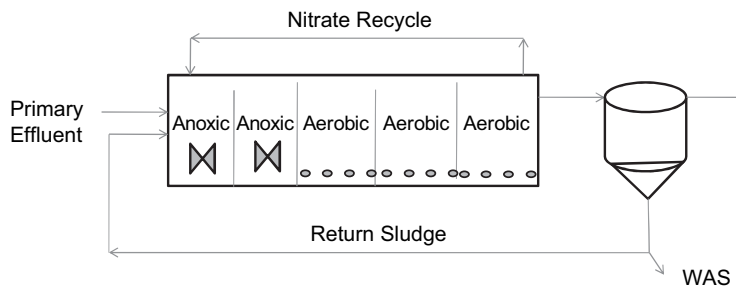 Nitrate Recycle
Primary
Effluent
Anoxic
Anoxic
Aerobic
Aerobic
Aerobic
Return Sludge
WAS